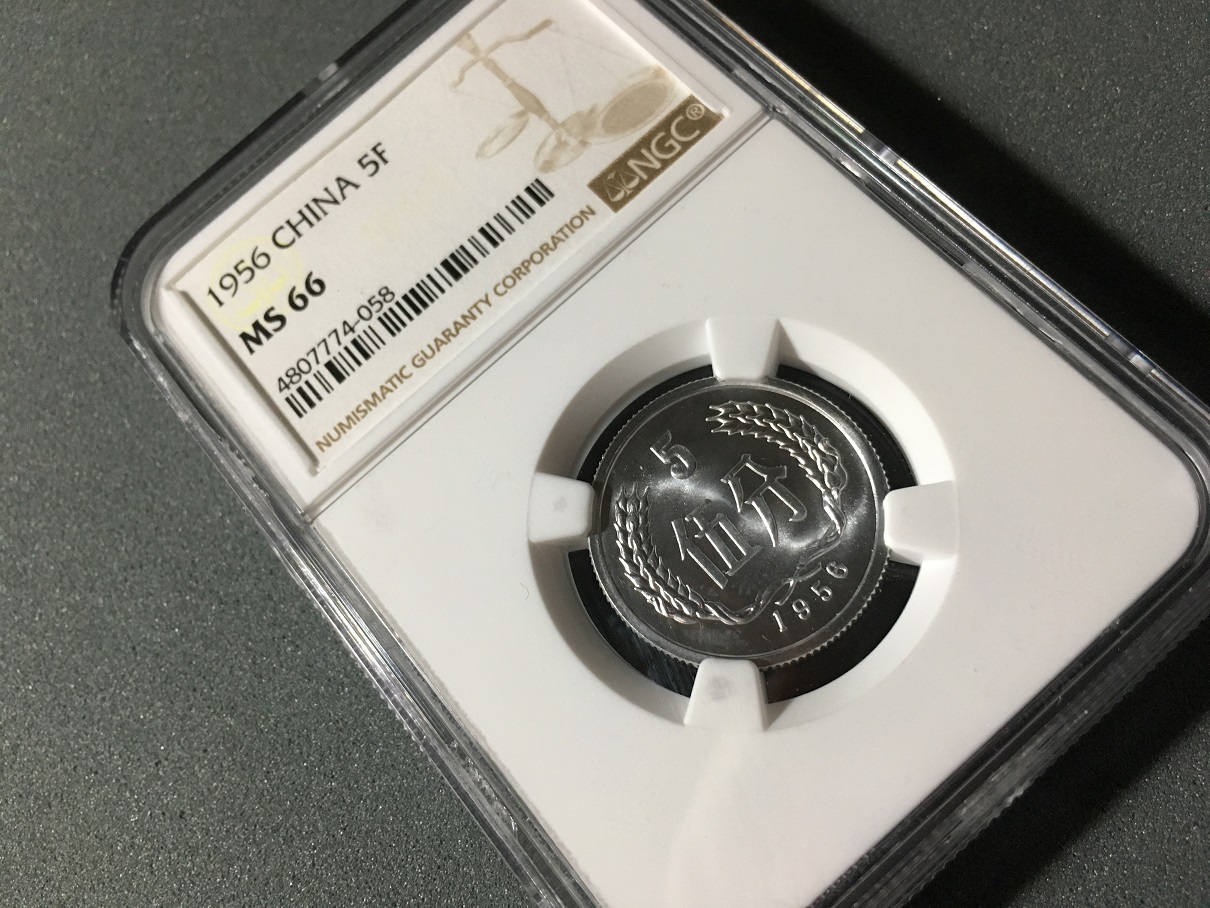 1956 CHINA 5F
MS 66
4807774-058
NUMISMATIC GUARANTY CORPORATION
NGC®
5
伍分
1956